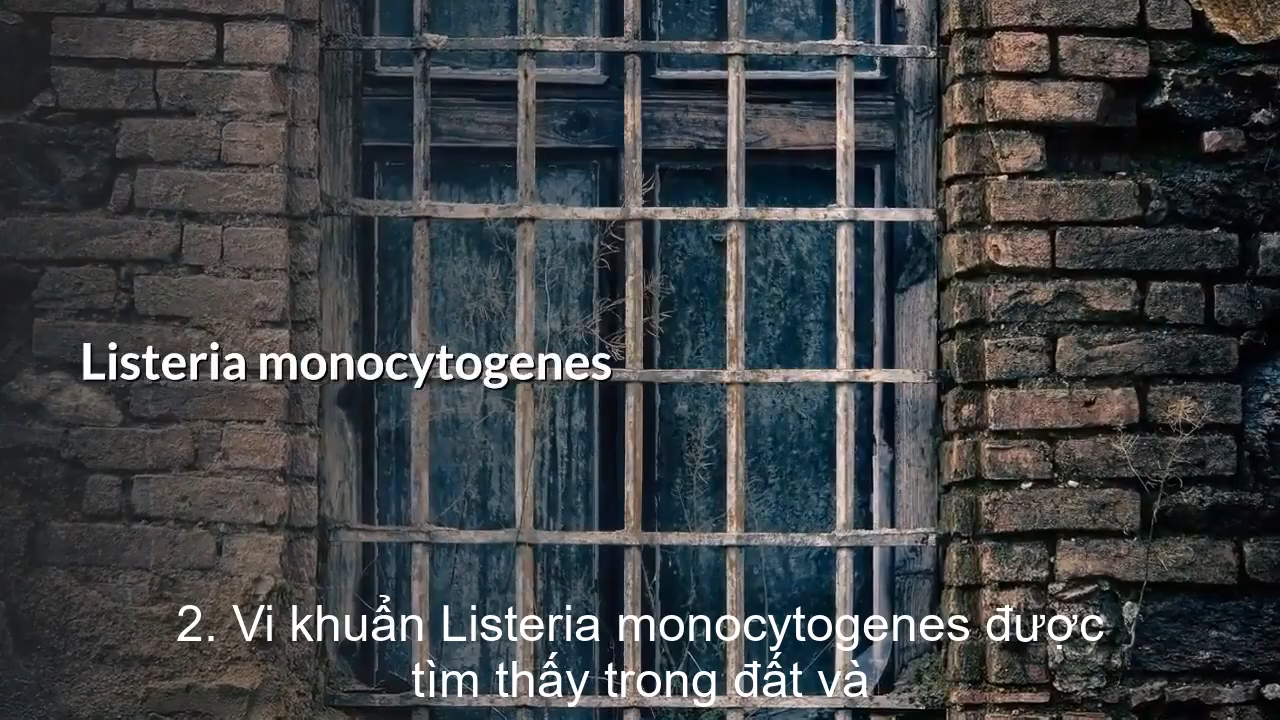 Listeria monocytogenes
2. Vi khuẩn Listeria monocytogenes được
tìm thấy trong đất và